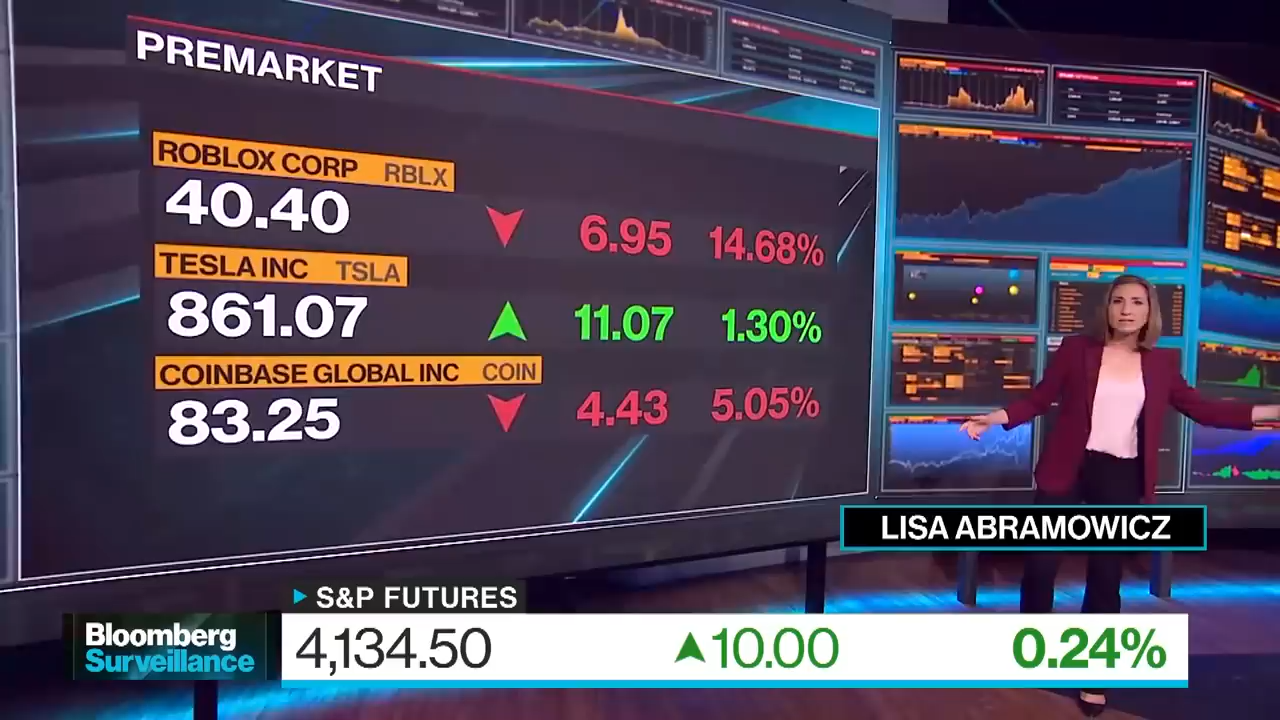 PREMARKET
ROBLOX CORP RBLX
40.40 6.95 14.68%
TESLA INC TSLA
861.07 11.07 1.30%
COINBASE GLOBAL INC COIN
83.25 4.43 5.05%
LISA ABRAMOWICZ
S&P FUTURES
Bloomberg
Surveillance
4,134.50 10.00 0.24%